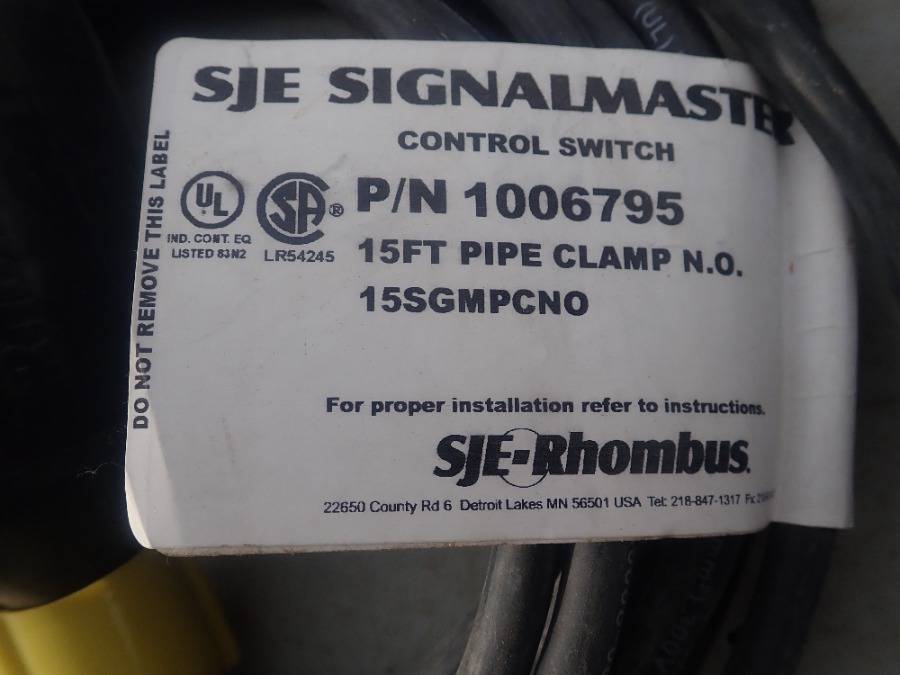 SJE SIGNALMASTER
CONTROL SWITCH
DO NOT REMOVE THIS LABEL
UL
IND. CONT. EQ
LISTED 83N2
SA ®
LR54245
P/N 1006795
15FT PIPE CLAMP N.O.
15SGMPCNO
For proper installation refer to instructions.
SJE-Rhombus
22650 County Rd 6 Detroit Lakes MN 56501 USA Tel: 218-847-1317
(UL)